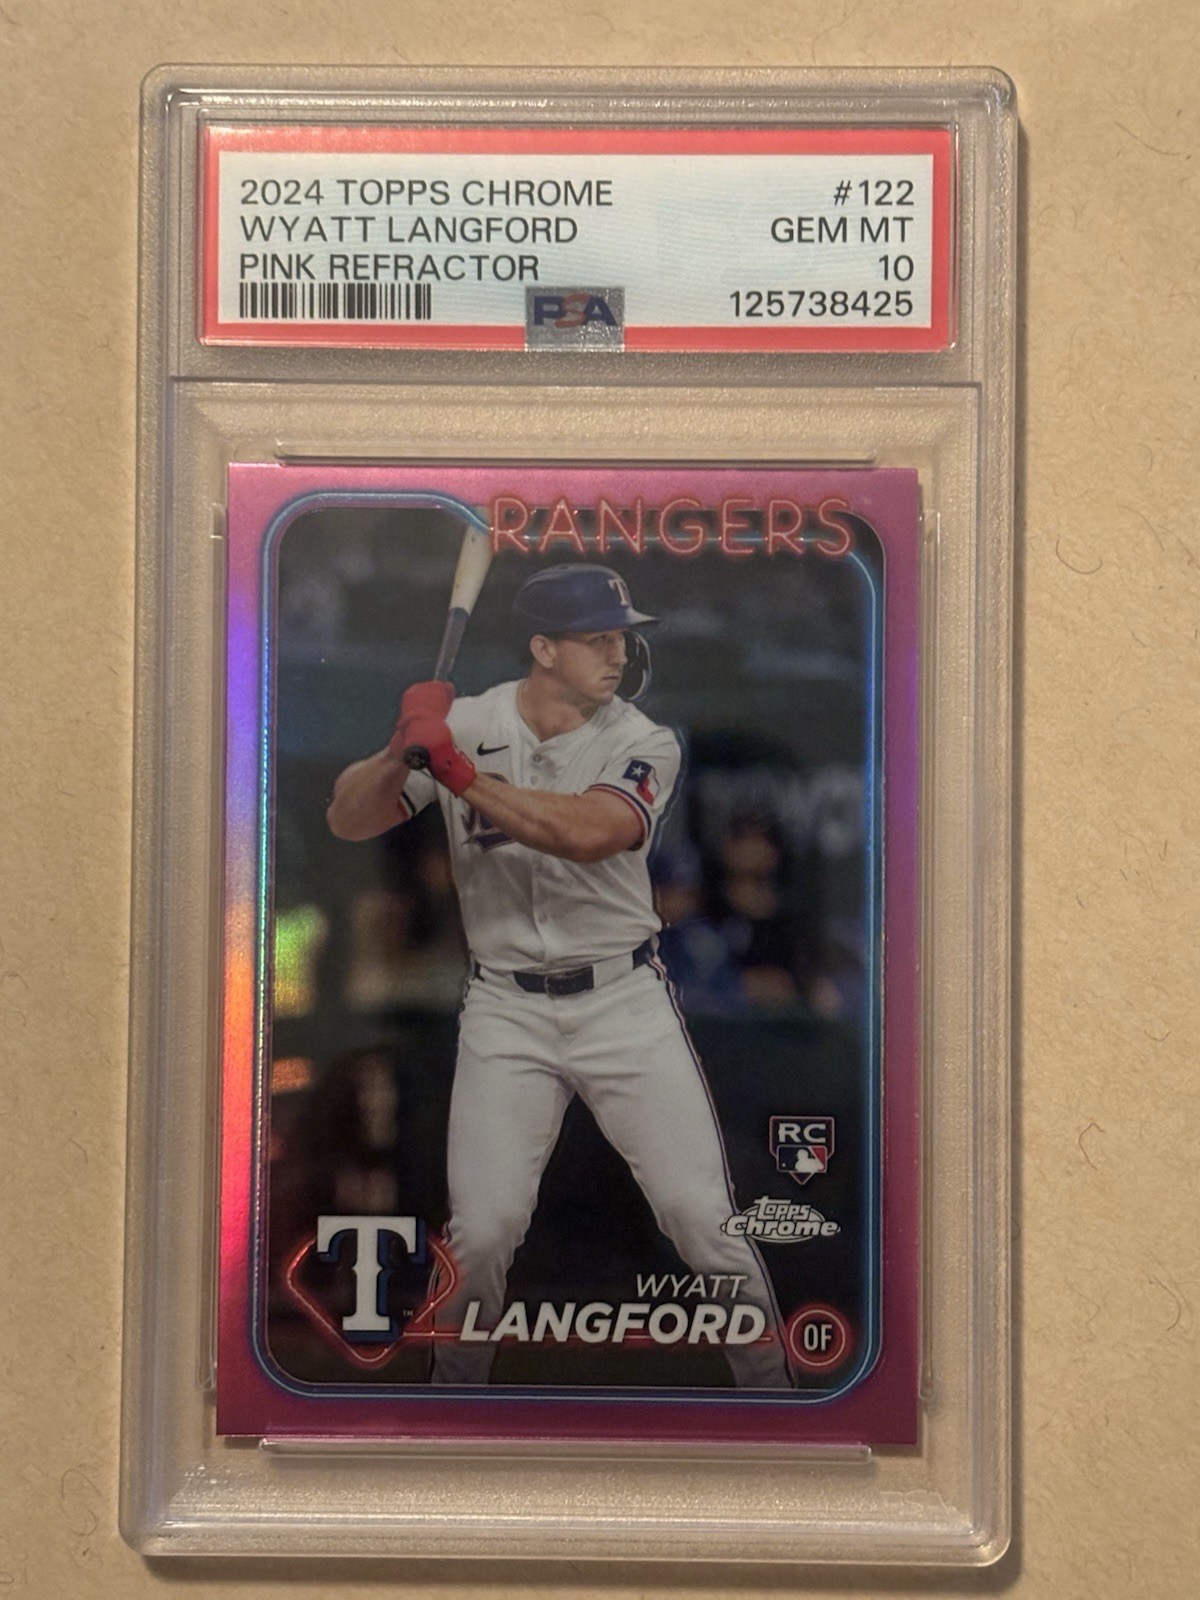 2024 TOPPS CHROME #122
WYATT LANGFORD GEM MT
PINK REFRACTOR 10
PSA 125738425
RANGERS
T
RC
topps
Chrome
T
TM
WYATT
LANGFORD
OF